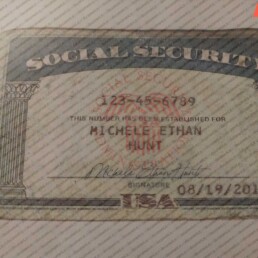 SOCIAL SECURITY
123-45-6789
THIS NUMBER HAS BEEN ESTABLISHED FOR
MICHELE ETHAN
HUNT
SIGNATURE
08/19/201
USA